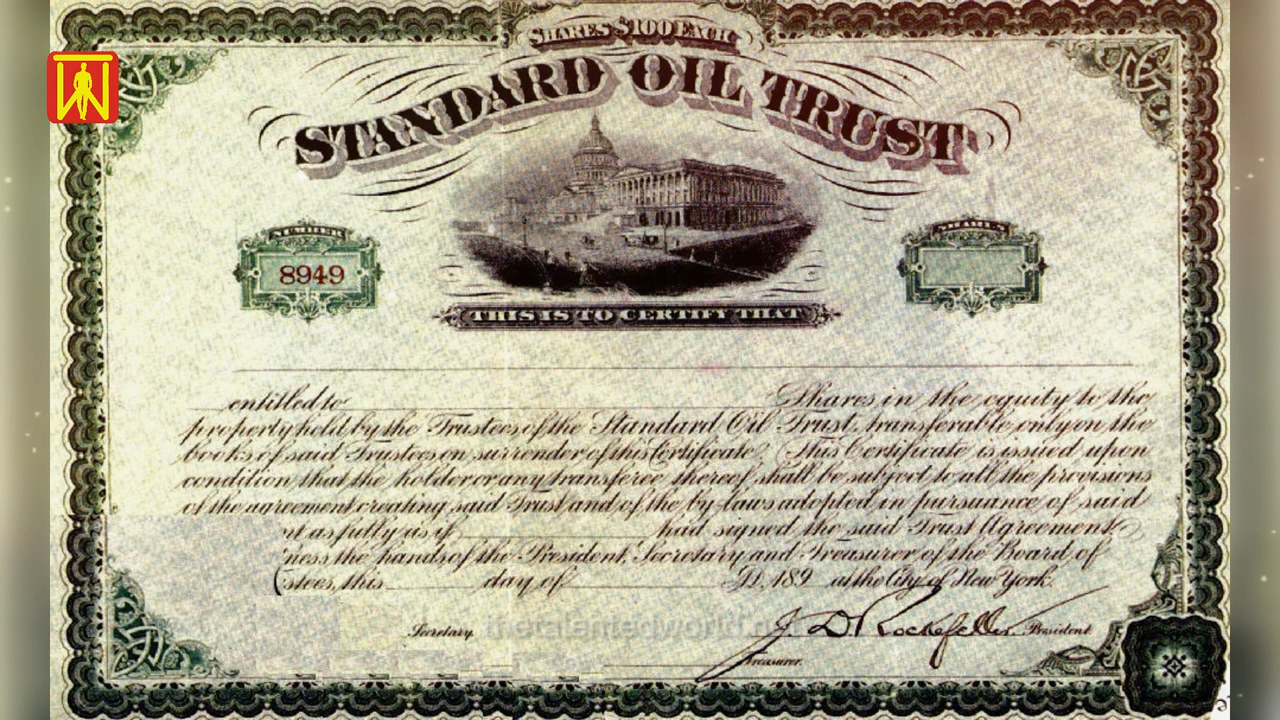 SHARES $100 EACH
STANDARD OIL TRUST
NUMBER
8949
SHARES
THIS IS TO CERTIFY THAT
entitled to Shares in the equity to the
property held by the Trustees of the Standard Oil Trust, transferable only on the
books of said Trustees on surrender of this Certificate. This Certificate is issued upon
condition that the holder or any transferee thereof shall be subject to all the provisions
of the agreement creating said Trust and of the by-laws adopted in pursuance of said
nt as fully as if had signed the said Trust Agreement
ness the hands of the President, Secretary and Treasurer of the Board of
stees, this day of A.D. 189 at the City of New York.
Secretary. thetalentedworld.n J. D. Rockefeller President.
Treasurer.